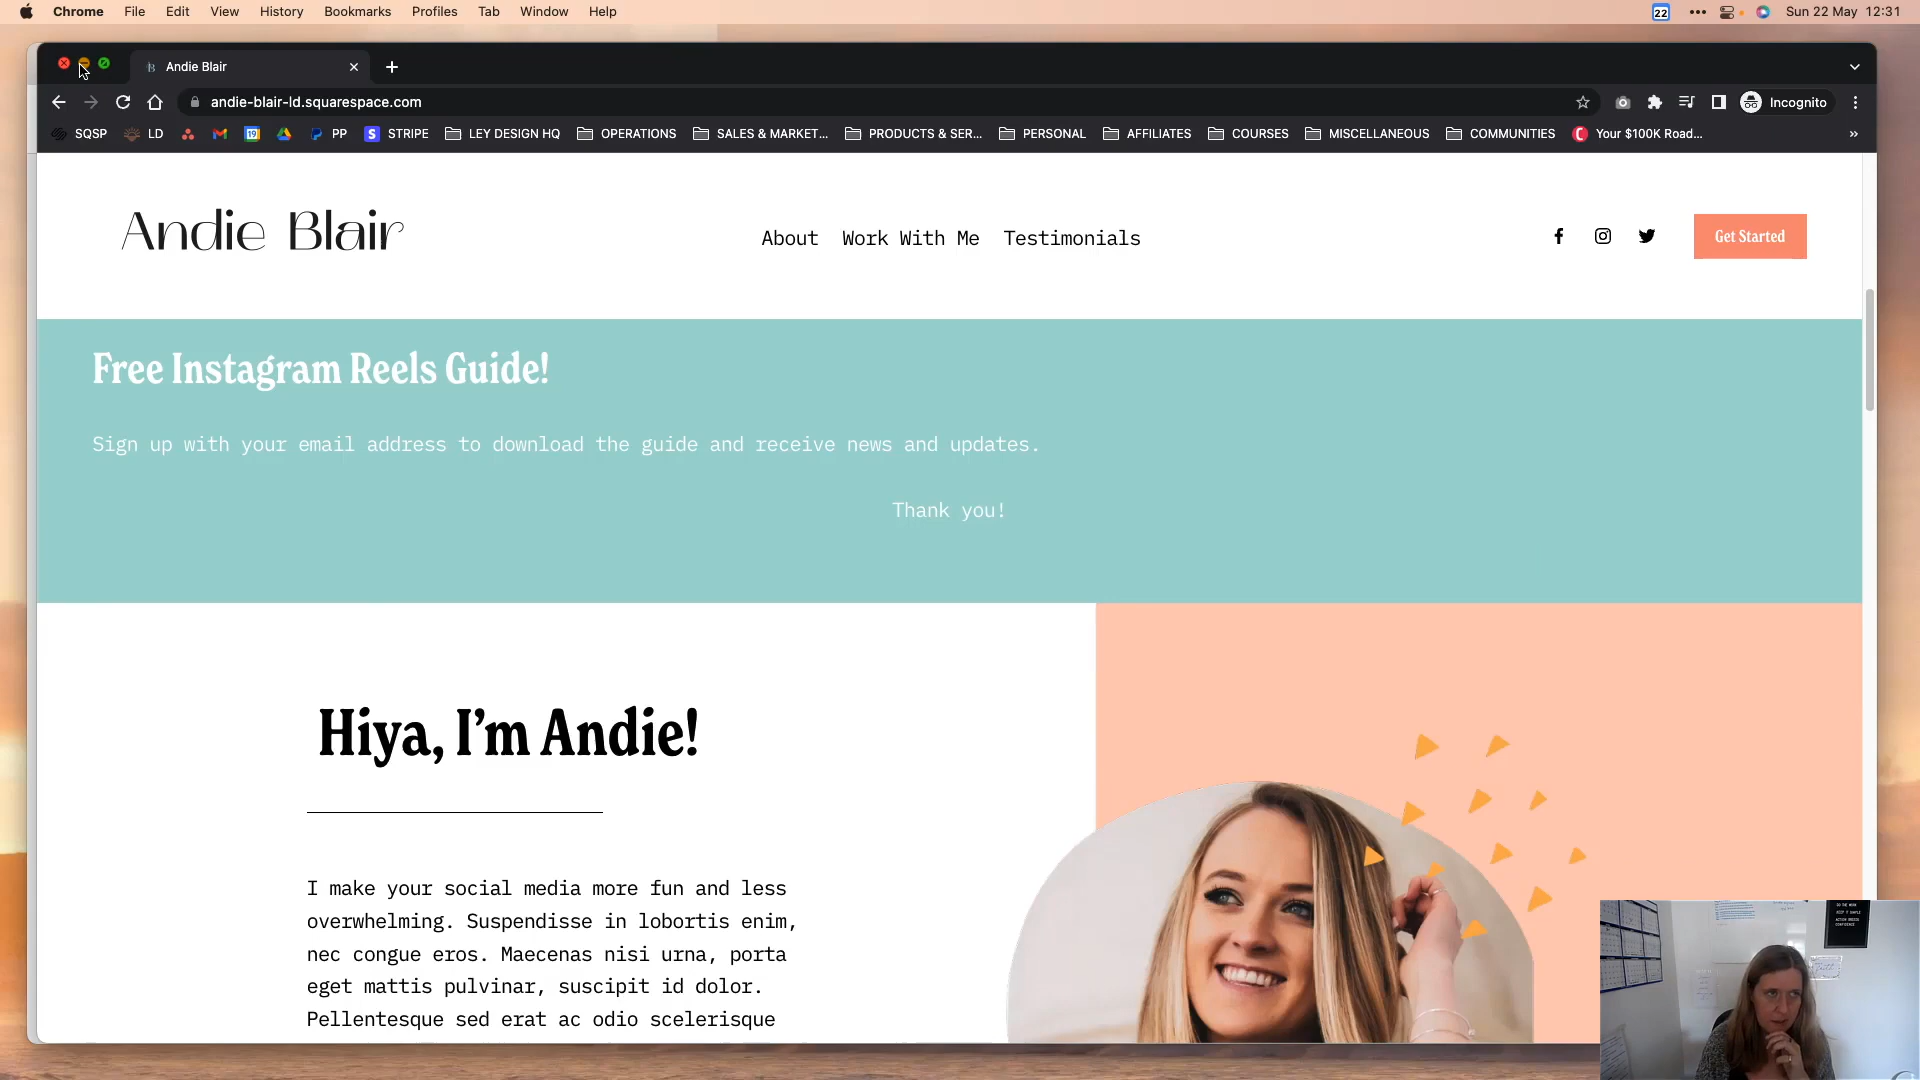 Chrome File Edit View History Bookmarks Profiles Tab Window Help
22 Sun 22 May 12:31
Andie Blair
andie-blair-ld.squarespace.com
Incognito
SQSP LD 19 PP S STRIPE LEY DESIGN HQ OPERATIONS SALES & MARKET... PRODUCTS & SER... PERSONAL AFFILIATES COURSES MISCELLANEOUS COMMUNITIES Your $100K Road... »
Andie Blair
About Work With Me Testimonials
Get Started
Free Instagram Reels Guide!
Sign up with your email address to download the guide and receive news and updates.
Thank you!
Hiya, I'm Andie!
I make your social media more fun and less
overwhelming. Suspendisse in lobortis enim,
nec congue eros. Maecenas nisi urna, porta
eget mattis pulvinar, suscipit id dolor.
Pellentesque sed erat ac odio scelerisque